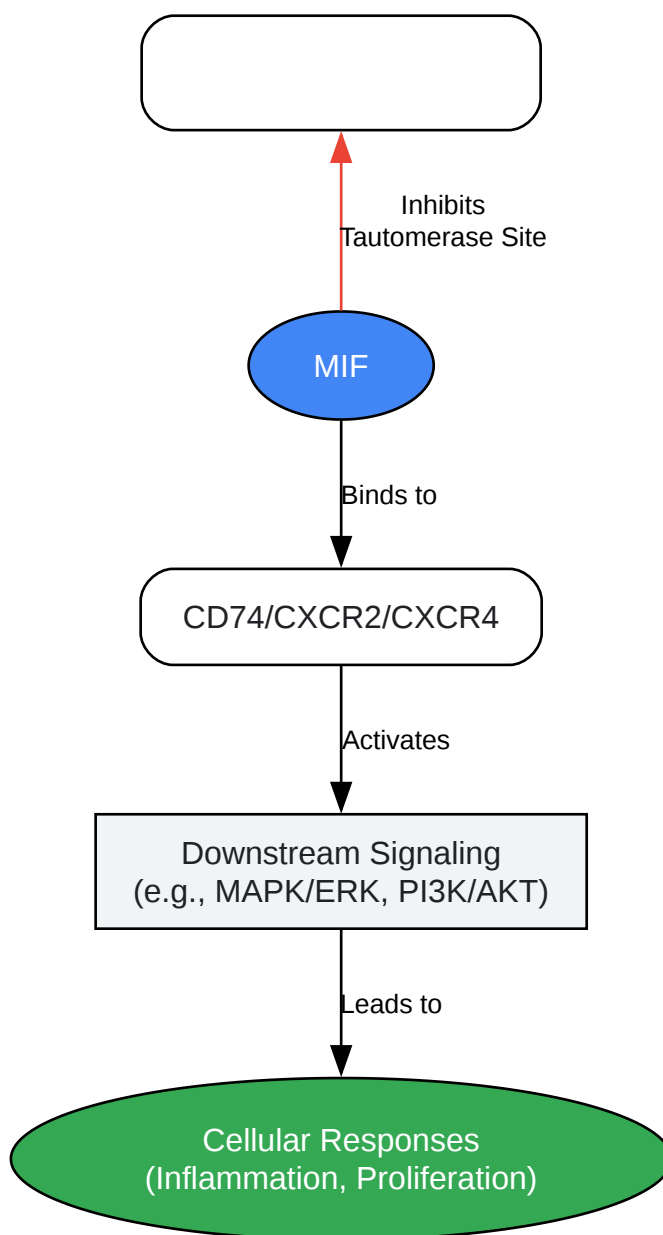 Inhibits
Tautomerase Site
MIF
Binds to
CD74/CXCR2/CXCR4
Activates
Downstream Signaling
(e.g., MAPK/ERK, PI3K/AKT)
Leads to
Cellular Responses
(Inflammation, Proliferation)